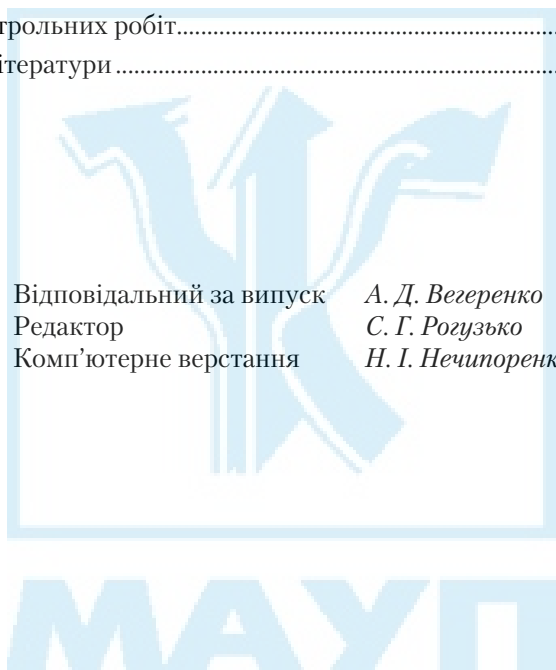 трольних робіт
ітератури
Відповідальний за випуск А. Д. Вегеренко
Редактор С. Г. Рогузько
Комп'ютерне верстання Н. І. Нечипоренк
МАУП